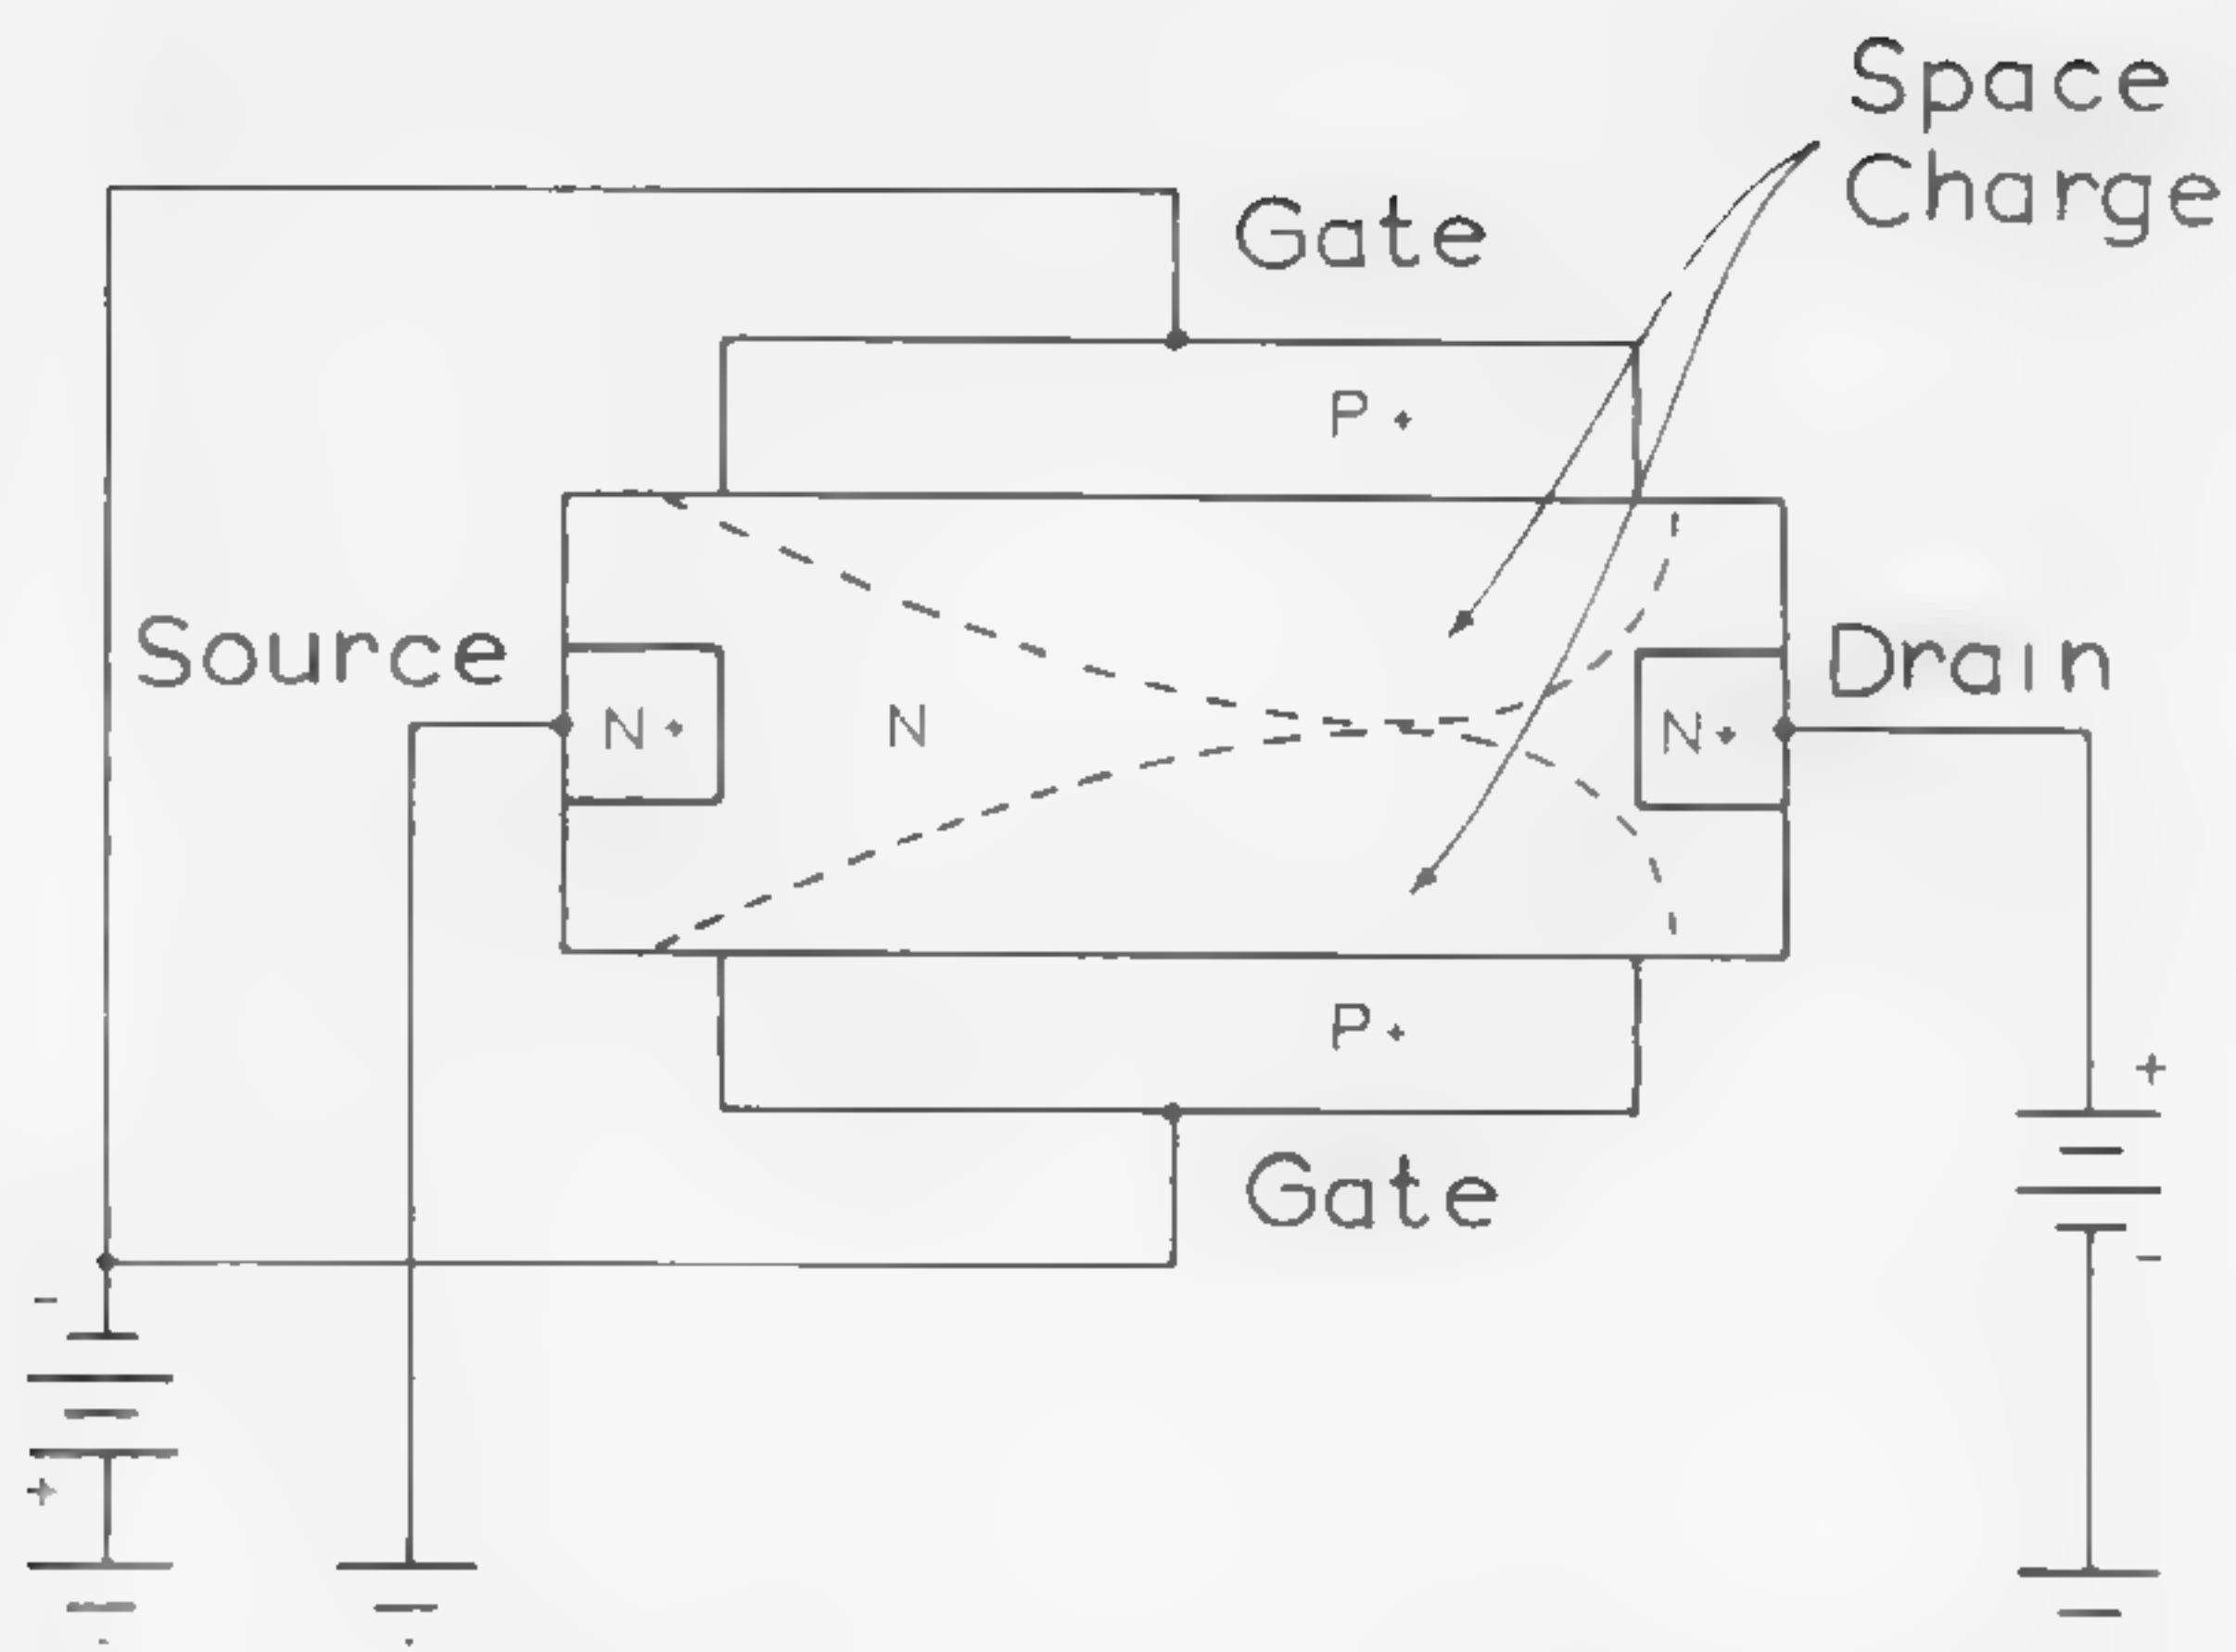 Space
Charge
Gate
P+
Source
N+
N
N+
Drain
P+
+
Gate
-
-
+